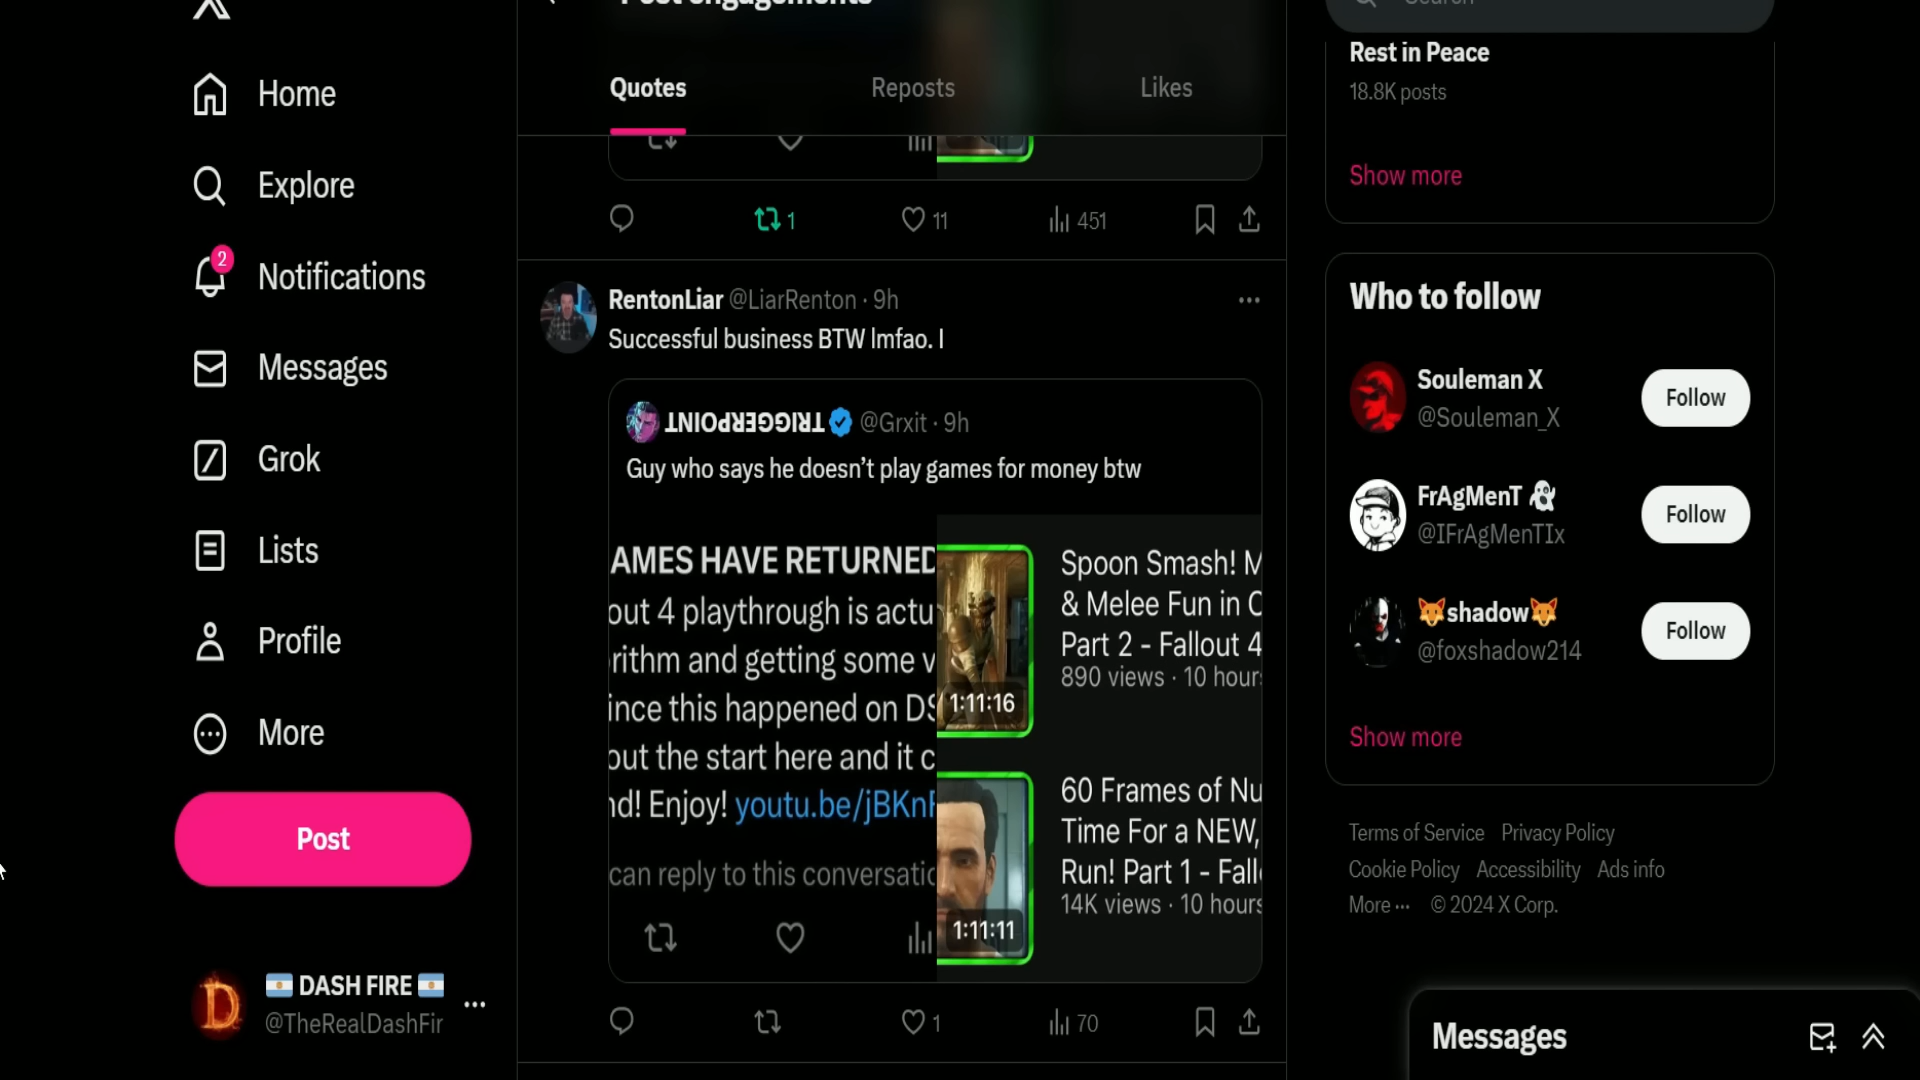 Home
Explore
2
Notifications
Messages
Grok
Lists
Profile
More
Post
DASH FIRE
@TheRealDashFir
Post engagements
Quotes Reposts Likes
1 11 451
RentonLiar @LiarRenton · 9h
Successful business BTW lmfao. I
TRIGGERPOINT @Grxit · 9h
Guy who says he doesn’t play games for money btw
AMES HAVE RETURNED
out 4 playthrough is actu
rithm and getting some v
ince this happened on DS
out the start here and it c
nd! Enjoy! youtu.be/jBKnF
can reply to this conversatio
Spoon Smash! M
& Melee Fun in C
Part 2 - Fallout 4
890 views · 10 hours
1:11:16
60 Frames of Nu
Time For a NEW,
Run! Part 1 - Fall
14K views · 10 hours
1:11:11
1 70
Search
Rest in Peace
18.8K posts
Show more
Who to follow
Souleman X
@Souleman_X
Follow
FrAgMenT
@IFrAgMenTIx
Follow
shadow
@foxshadow214
Follow
Show more
Terms of Service Privacy Policy
Cookie Policy Accessibility Ads info
More ··· © 2024 X Corp.
Messages